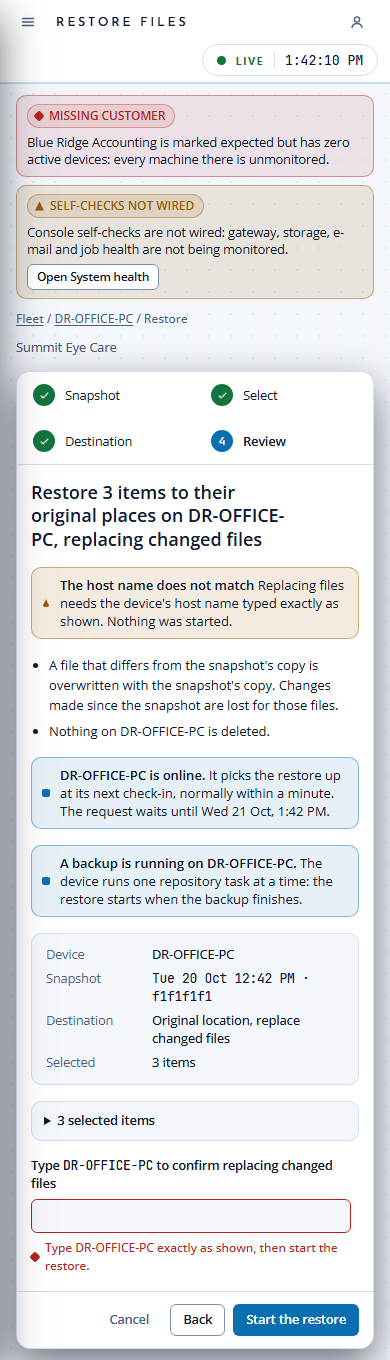 RESTORE FILES
LIVE 1:42:10 PM
MISSING CUSTOMER
Blue Ridge Accounting is marked expected but has zero
active devices: every machine there is unmonitored.
SELF-CHECKS NOT WIRED
Console self-checks are not wired: gateway, storage, e-
mail and job health are not being monitored.
Open System health
Fleet / DR-OFFICE-PC / Restore
Summit Eye Care
Snapshot
Select
Destination
4 Review
Restore 3 items to their
original places on DR-OFFICE-
PC, replacing changed files
The host name does not match Replacing files
needs the device's host name typed exactly as
shown. Nothing was started.
A file that differs from the snapshot's copy is
overwritten with the snapshot's copy. Changes
made since the snapshot are lost for those files.
Nothing on DR-OFFICE-PC is deleted.
DR-OFFICE-PC is online. It picks the restore up
at its next check-in, normally within a minute.
The request waits until Wed 21 Oct, 1:42 PM.
A backup is running on DR-OFFICE-PC. The
device runs one repository task at a time: the
restore starts when the backup finishes.
Device DR-OFFICE-PC
Snapshot Tue 20 Oct 12:42 PM ·
f1f1f1f1
Destination Original location, replace
changed files
Selected 3 items
3 selected items
Type DR-OFFICE-PC to confirm replacing changed
files
Type DR-OFFICE-PC exactly as shown, then start the
restore.
Cancel Back Start the restore